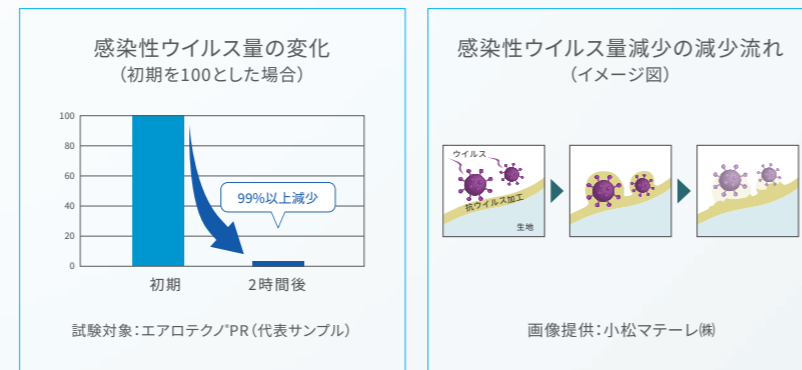 感染性ウイルス量の変化
（初期を100とした場合）
100
80
60
40
20
0
99%以上減少
初期
2時間後
試験対象：エアロテクノ®PR（代表サンプル）
感染性ウイルス量減少の減少流れ
（イメージ図）
ウイルス
抗ウイルス加工
生地
画像提供：小松マテーレ㈱